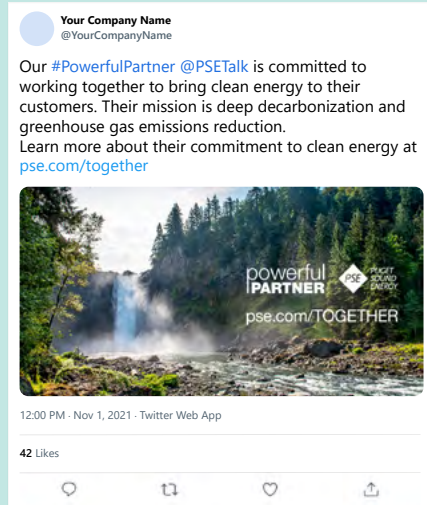 Your Company Name
@YourCompanyName
Our #PowerfulPartner @PSETalk is committed to
working together to bring clean energy to their
customers. Their mission is deep decarbonization and
greenhouse gas emissions reduction.
Learn more about their commitment to clean energy at
pse.com/together
powerful
PARTNER
PSE
PUGET
SOUND
ENERGY
pse.com/TOGETHER
12:00 PM · Nov 1, 2021 · Twitter Web App
42 Likes